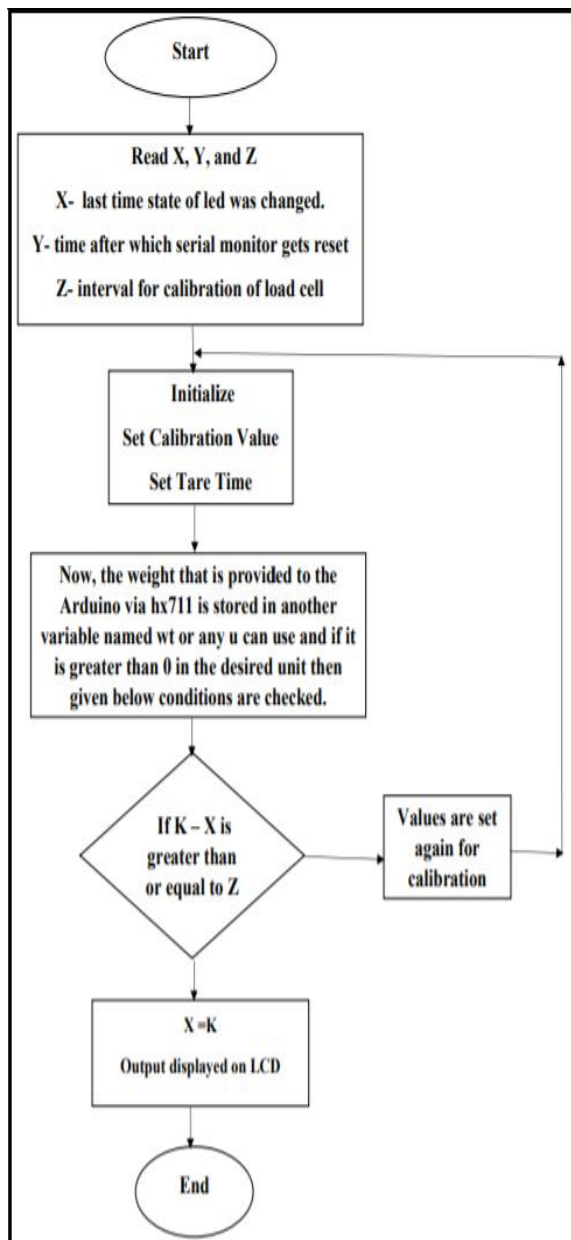 Start
Read X, Y, and Z
X- last time state of led was changed.
Y- time after which serial monitor gets reset
Z- interval for calibration of load cell
Initialize
Set Calibration Value
Set Tare Time
Now, the weight that is provided to the
Arduino via hx711 is stored in another
variable named wt or any u can use and if it
is greater than 0 in the desired unit then
given below conditions are checked.
If K – X is
greater than
or equal to Z
Values are set
again for
calibration
X =K
Output displayed on LCD
End